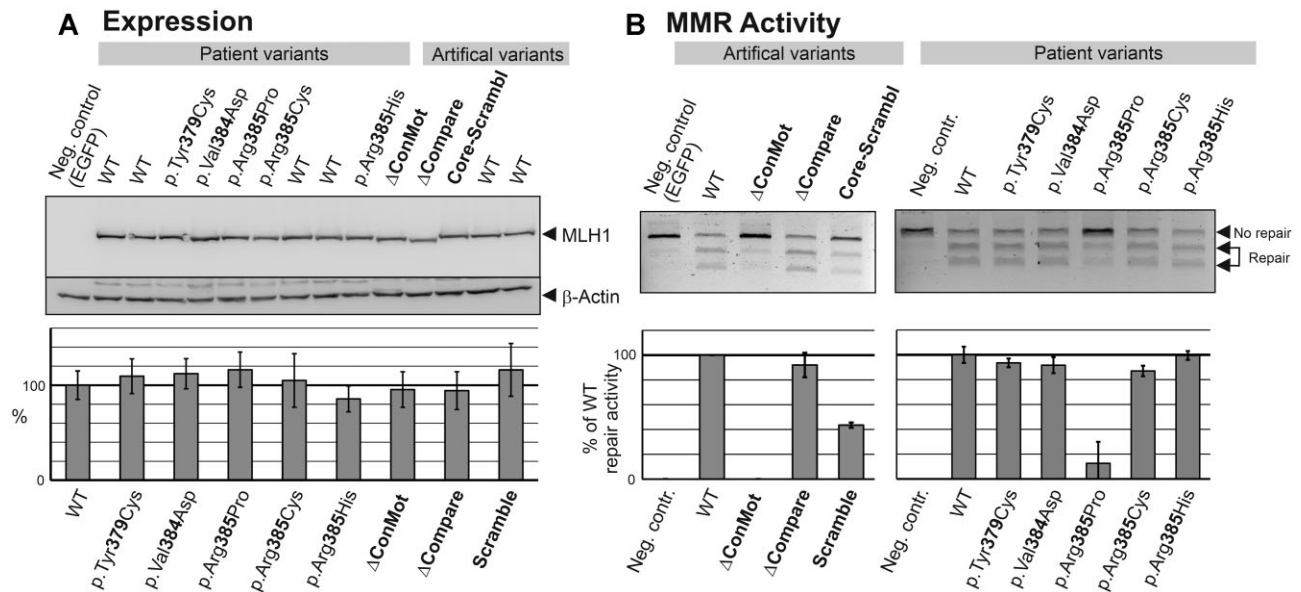 A Expression
Patient variants
Artifical variants
Neg. control
(EGFP)
WT
WT
p.Tyr379Cys
p.Val384Asp
p.Arg385Pro
p.Arg385Cys
WT
WT
p.Arg385His
ΔConMot
ΔCompare
Core-Scrambl
WT
WT
MLH1
β-Actin
100
%
0
WT
p.Tyr379Cys
p.Val384Asp
p.Arg385Pro
p.Arg385Cys
p.Arg385His
ΔConMot
ΔCompare
Scramble
B MMR Activity
Artifical variants
Patient variants
Neg. control
(EGFP)
WT
ΔConMot
ΔCompare
Core-Scrambl
Neg. contr.
WT
p.Tyr379Cys
p.Val384Asp
p.Arg385Pro
p.Arg385Cys
p.Arg385His
No repair
Repair
% of WT
repair activity
100
0
Neg. contr.
WT
ΔConMot
ΔCompare
Scramble
100
0
Neg. contr.
WT
p.Tyr379Cys
p.Val384Asp
p.Arg385Pro
p.Arg385Cys
p.Arg385His